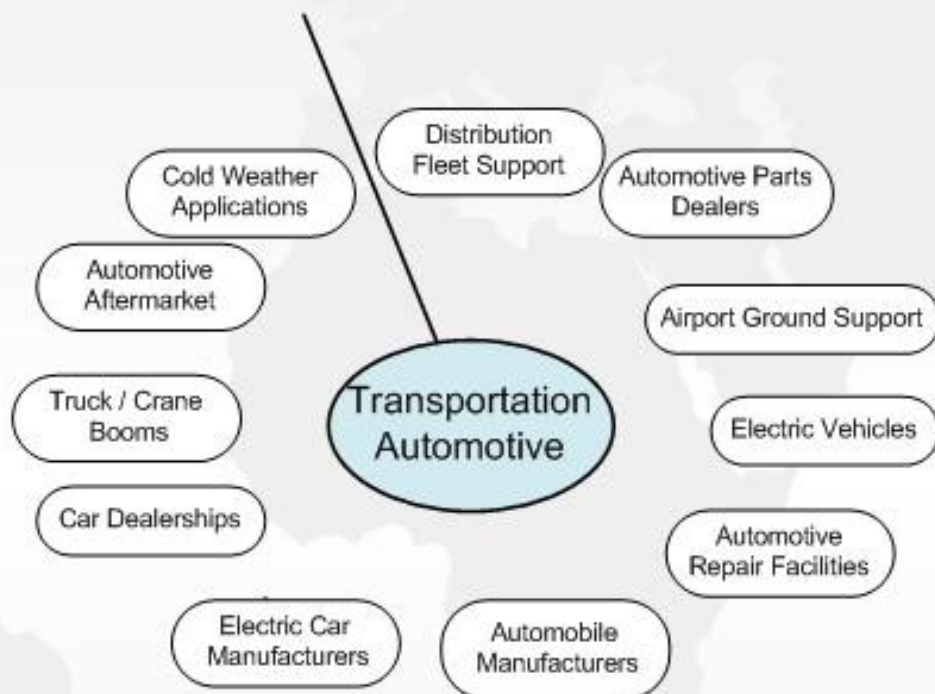 Distribution
Fleet Support
Cold Weather
Applications
Automotive Parts
Dealers
Automotive
Aftermarket
Airport Ground Support
Transportation
Automotive
Truck / Crane
Booms
Electric Vehicles
Car Dealerships
Automotive
Repair Facilities
Electric Car
Manufacturers
Automobile
Manufacturers